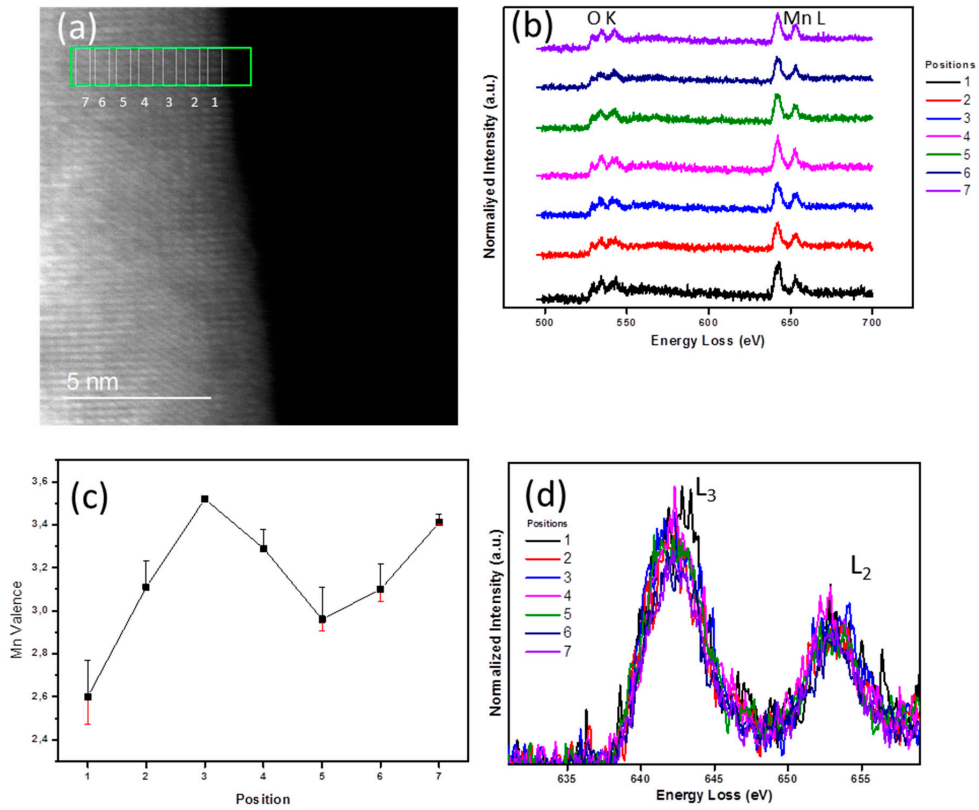 (a)
7 6 5 4 3 2 1
5 nm
(b)
O K
Mn L
Normaliyed Intensity (a.u.)
500 550 600 650 700
Energy Loss (eV)
Positions
1
2
3
4
5
6
7
(c)
Mn Valence
3,6
3,4
3,2
3,0
2,8
2,6
2,4
1 2 3 4 5 6 7
Position
(d)
L3
L2
Positions
1
2
3
4
5
6
7
Normalized Intensity (a.u.)
635 640 645 650 655
Energy Loss (eV)